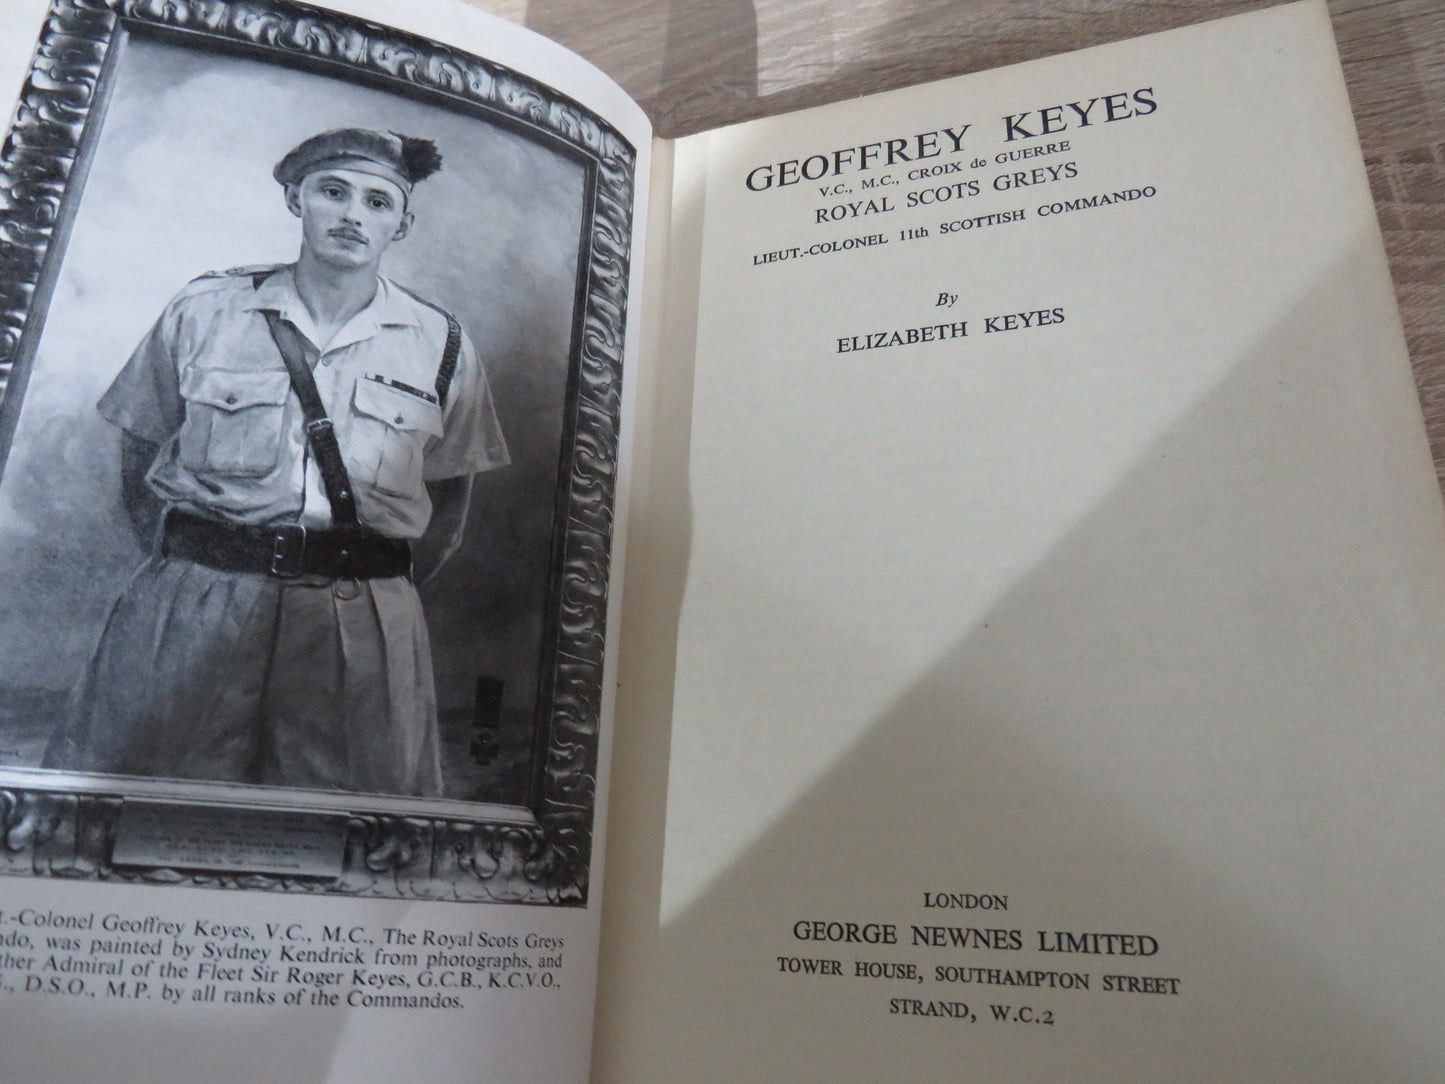 t.-Colonel Geoffrey Keyes, V.C., M.C., The Royal Scots Greys
ndo, was painted by Sydney Kendrick from photographs, and
ther Admiral of the Fleet Sir Roger Keyes, G.C.B., K.C.V.O.,
., D.S.O., M.P. by all ranks of the Commandos.
GEOFFREY KEYES
V.C., M.C., CROIX de GUERRE
ROYAL SCOTS GREYS
LIEUT.-COLONEL 11th SCOTTISH COMMANDO
By
ELIZABETH KEYES
LONDON
GEORGE NEWNES LIMITED
TOWER HOUSE, SOUTHAMPTON STREET
STRAND, W.C.2